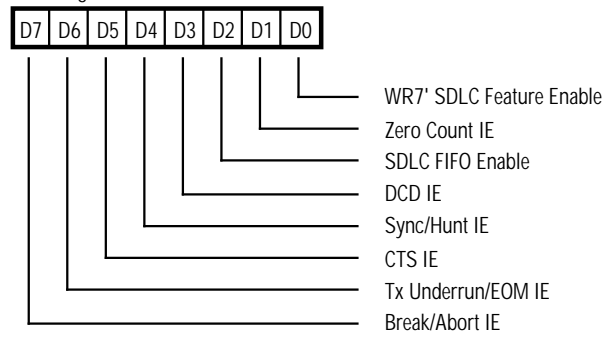 D7 D6 D5 D4 D3 D2 D1 D0
WR7' SDLC Feature Enable
Zero Count IE
SDLC FIFO Enable
DCD IE
Sync/Hunt IE
CTS IE
Tx Underrun/EOM IE
Break/Abort IE